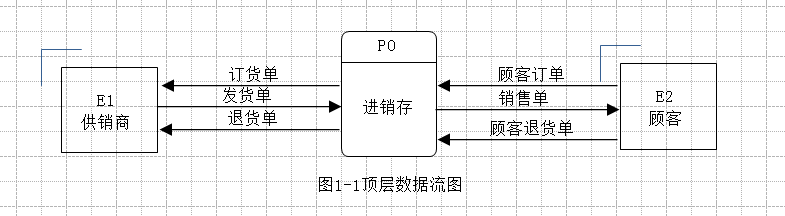 P0
订货单
顾客订单
E1
供销商
发货单
进销存
销售单
E2
顾客
退货单
顾客退货单
图1-1顶层数据流图